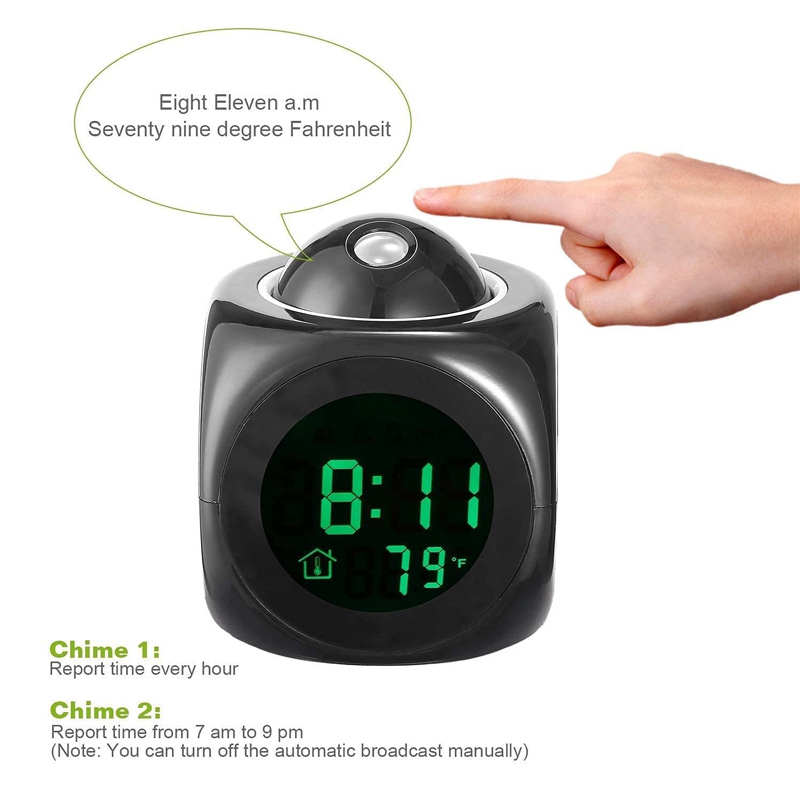 Eight Eleven a.m
Seventy nine degree Fahrenheit
8:11
79°F
Chime 1:
Report time every hour
Chime 2:
Report time from 7 am to 9 pm
(Note: You can turn off the automatic broadcast manually)